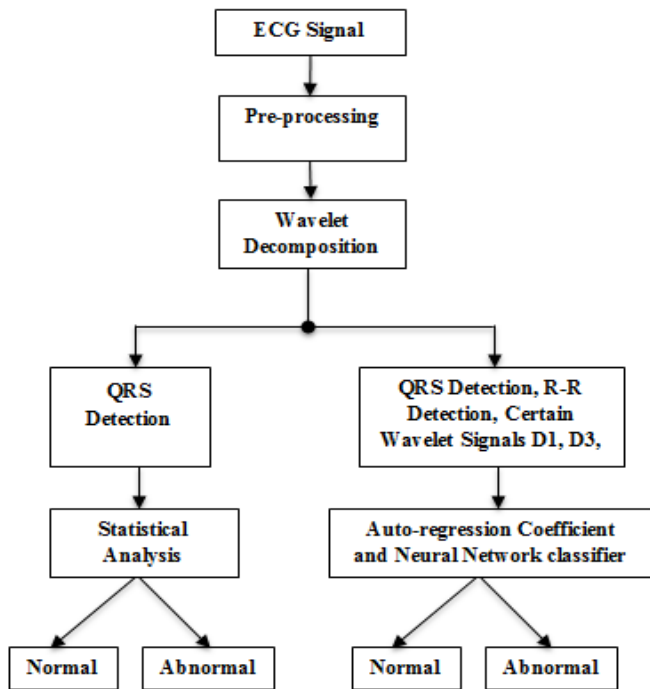 ECG Signal
Pre-processing
Wavelet
Decomposition
QRS
Detection
QRS Detection, R-R
Detection, Certain
Wavelet Signals D1, D3,
Statistical
Analysis
Auto-regression Coefficient
and Neural Network classifier
Normal
Abnormal
Normal
Abnormal